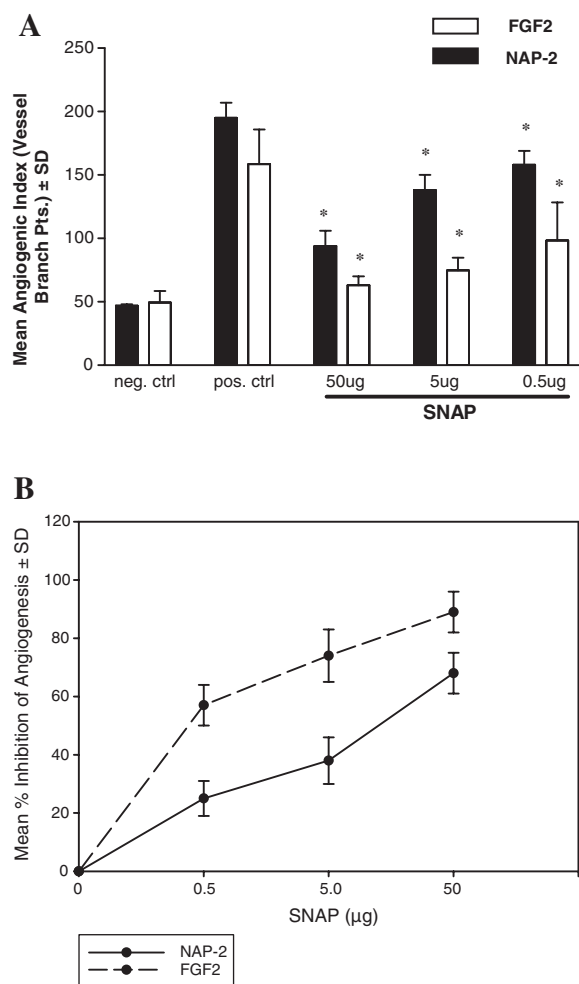 A
FGF2
NAP-2
Mean Angiogenic Index (Vessel
Branch Pts.) ± SD
250
200
150
100
50
0
* * * * * *
neg. ctrl pos. ctrl 50ug 5ug 0.5ug
SNAP
B
Mean % Inhibition of Angiogenesis ± SD
120
100
80
60
40
20
0
0 0.5 5.0 50
SNAP (µg)
NAP-2
FGF2